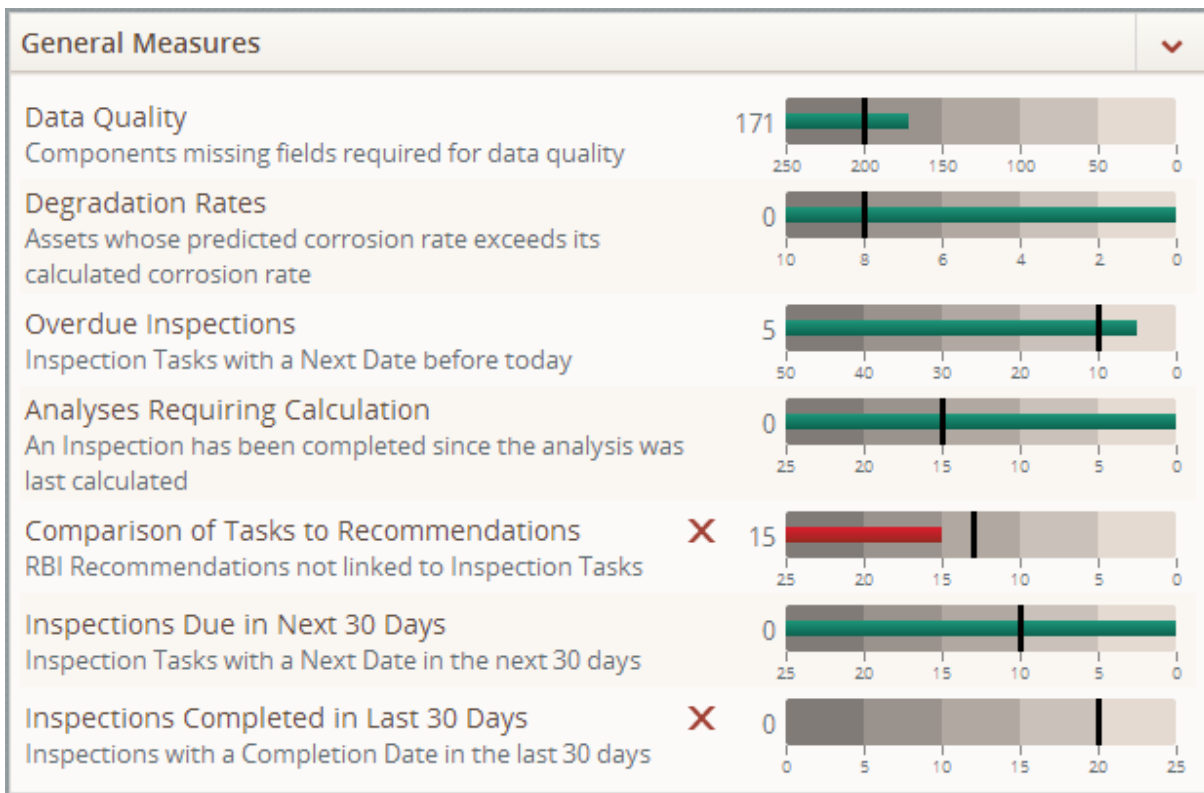 General Measures
Data Quality
Components missing fields required for data quality
171
250 200 150 100 50 0
Degradation Rates
Assets whose predicted corrosion rate exceeds its
calculated corrosion rate
0
10 8 6 4 2 0
Overdue Inspections
Inspection Tasks with a Next Date before today
5
50 40 30 20 10 0
Analyses Requiring Calculation
An Inspection has been completed since the analysis was
last calculated
0
25 20 15 10 5 0
Comparison of Tasks to Recommendations
RBI Recommendations not linked to Inspection Tasks
15
25 20 15 10 5 0
Inspections Due in Next 30 Days
Inspection Tasks with a Next Date in the next 30 days
0
25 20 15 10 5 0
Inspections Completed in Last 30 Days
Inspections with a Completion Date in the last 30 days
0
0 5 10 15 20 25